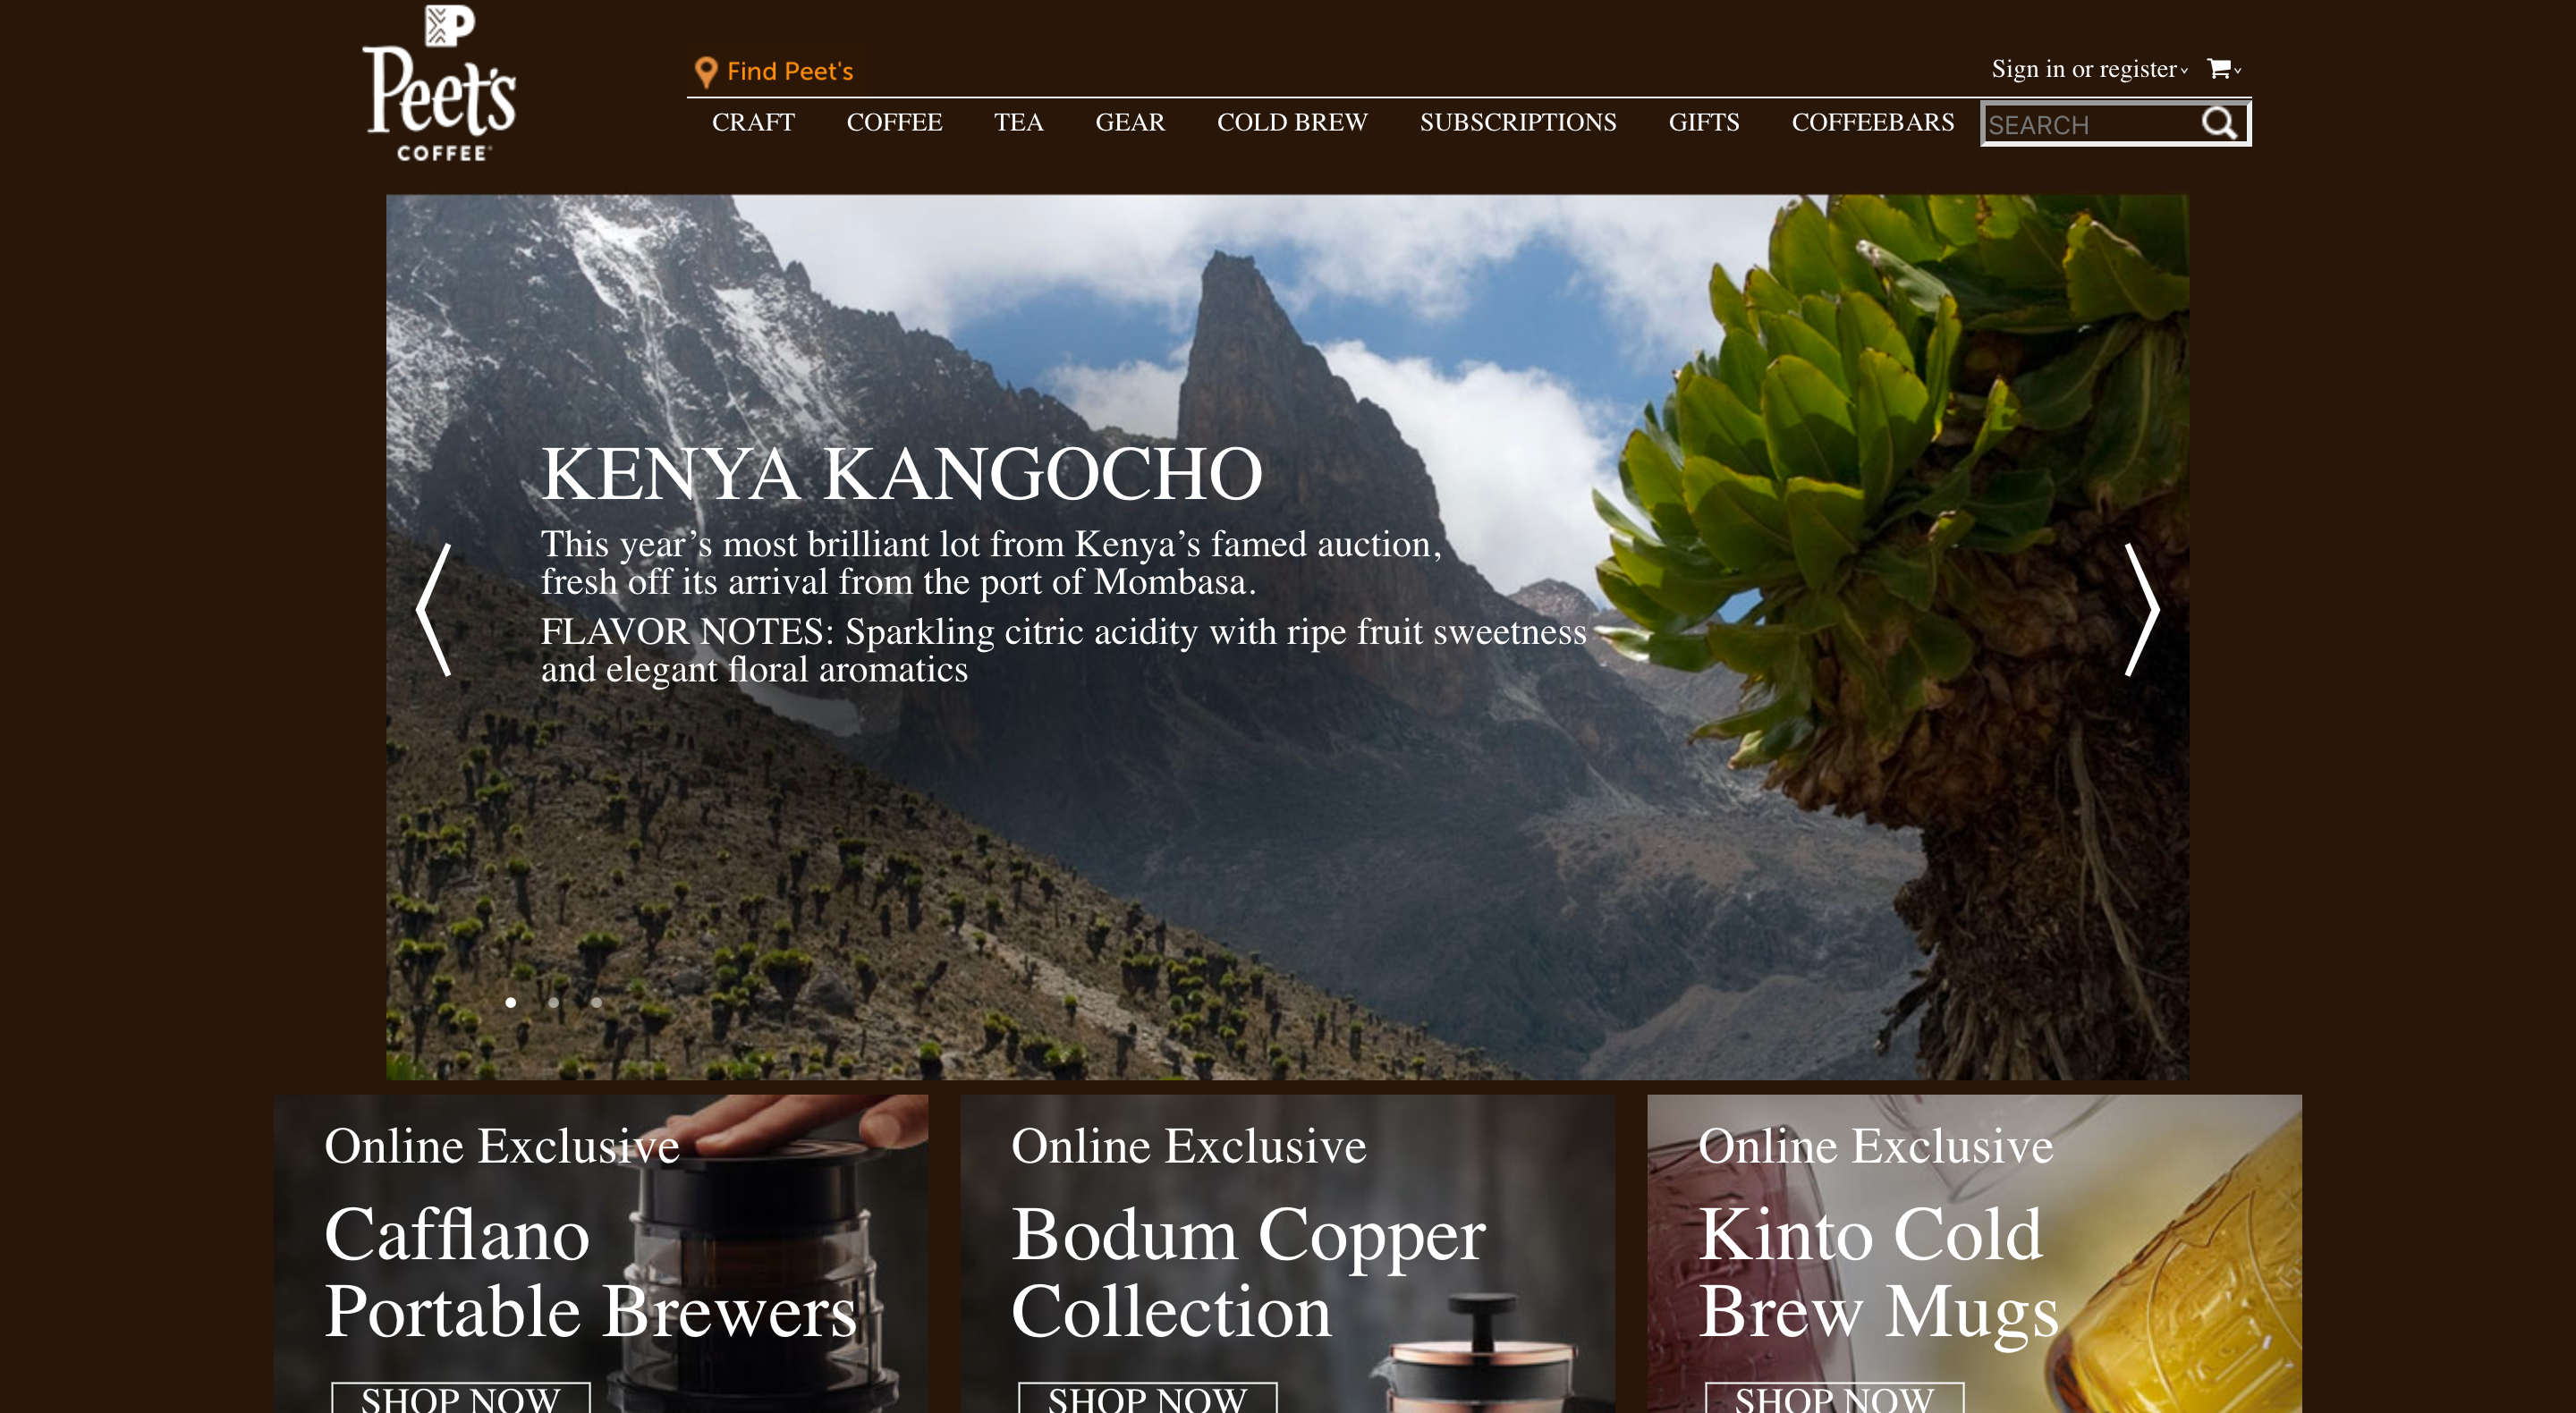 P
Peet's
COFFEE
Find Peet's
Sign in or register
CRAFT COFFEE TEA GEAR COLD BREW SUBSCRIPTIONS GIFTS COFFEEBARS SEARCH
KENYA KANGOCHO
This year’s most brilliant lot from Kenya’s famed auction,
fresh off its arrival from the port of Mombasa.
FLAVOR NOTES: Sparkling citric acidity with ripe fruit sweetness
and elegant floral aromatics
Online Exclusive
Cafflano
Portable Brewers
SHOP NOW
Online Exclusive
Bodum Copper
Collection
SHOP NOW
Online Exclusive
Kinto Cold
Brew Mugs
SHOP NOW